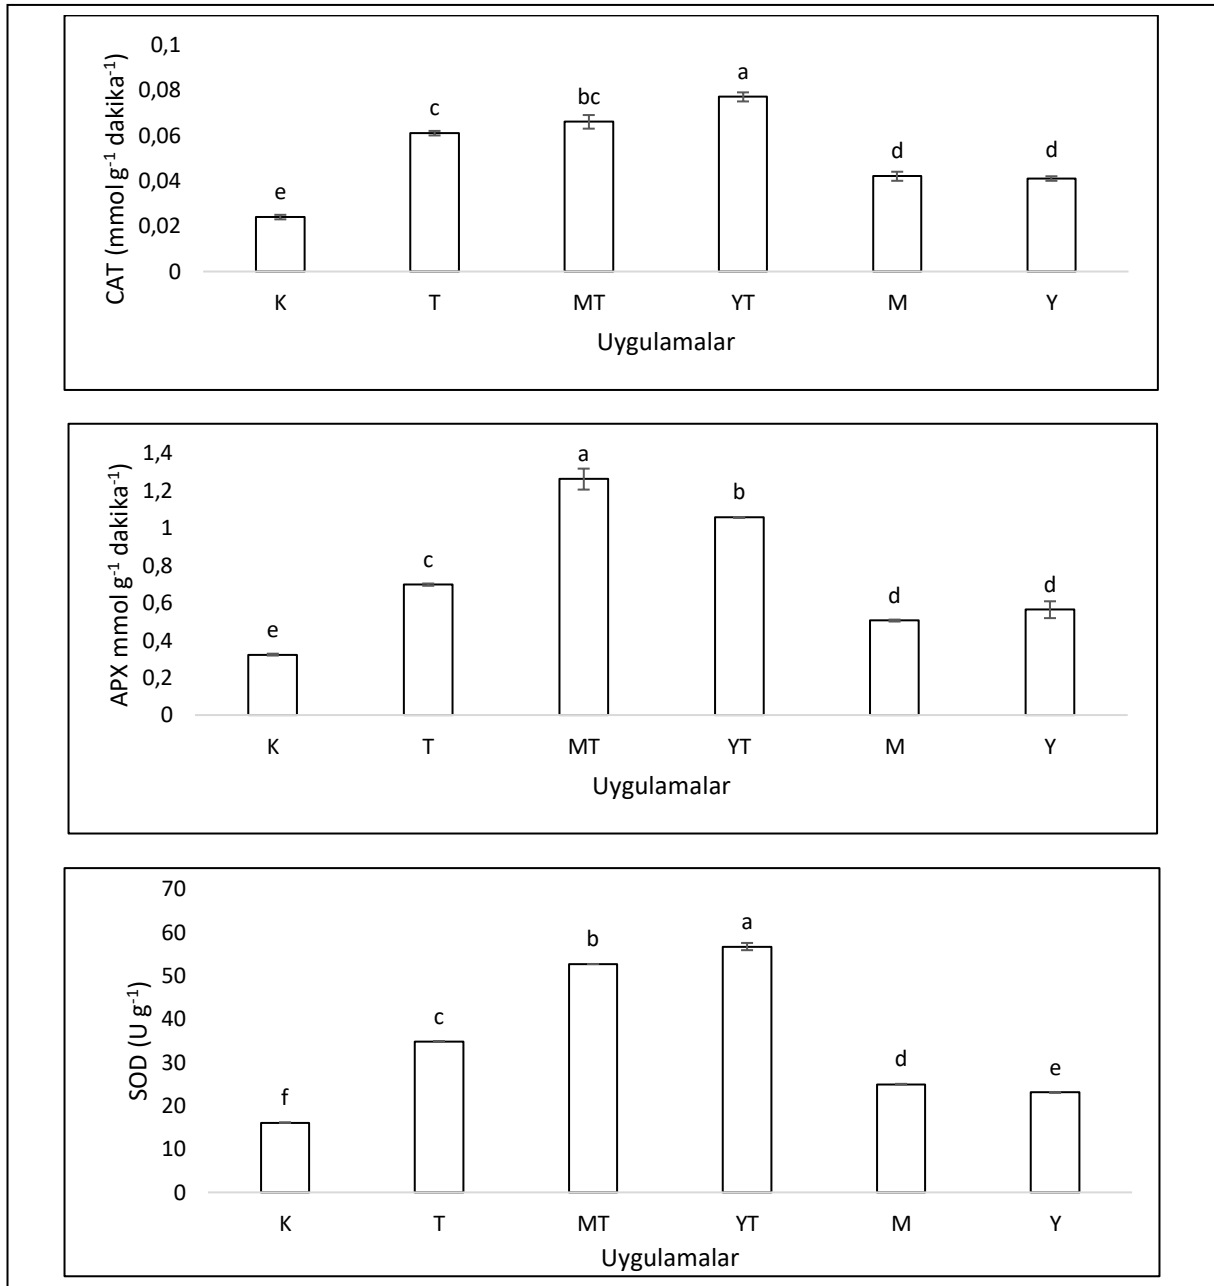 CAT (mmol g⁻¹ dakika⁻¹)
0,1
0,08
0,06
0,04
0,02
0
e
c
bc
a
d
d
K T MT YT M Y
Uygulamalar
APX mmol g⁻¹ dakika⁻¹)
1,4
1,2
1
0,8
0,6
0,4
0,2
0
e
c
a
b
d
d
K T MT YT M Y
Uygulamalar
SOD (U g⁻¹)
70
60
50
40
30
20
10
0
f
c
b
a
d
e
K T MT YT M Y
Uygulamalar